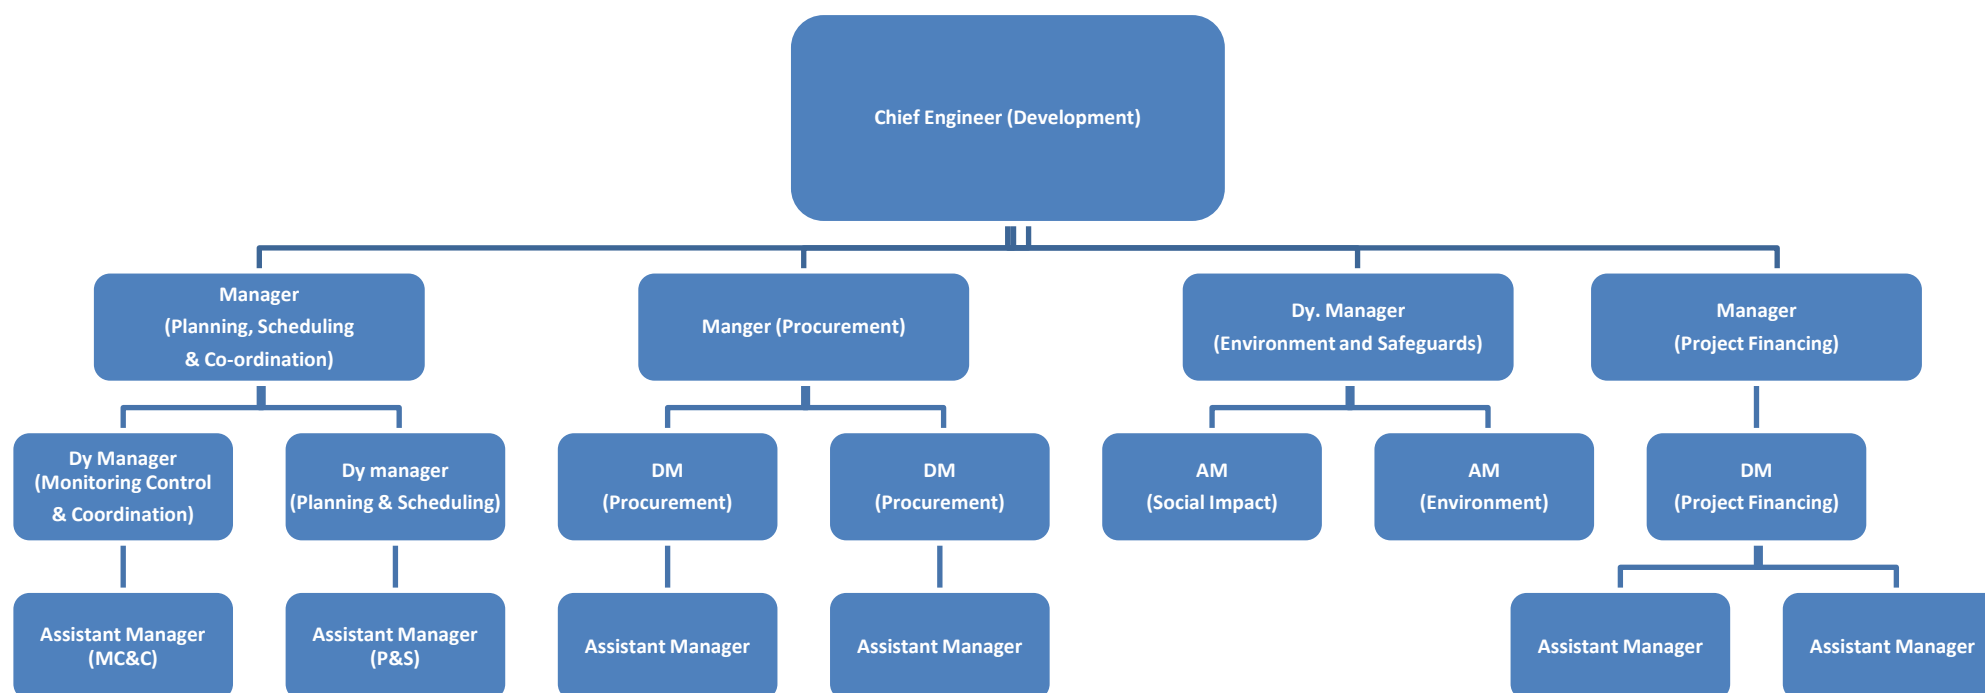 Chief Engineer (Development)
Manager
(Planning, Scheduling
& Co-ordination)
Manger (Procurement)
Dy. Manager
(Environment and Safeguards)
Manager
(Project Financing)
Dy Manager
(Monitoring Control
& Coordination)
Dy manager
(Planning & Scheduling)
DM
(Procurement)
DM
(Procurement)
AM
(Social Impact)
AM
(Environment)
DM
(Project Financing)
Assistant Manager
(MC&C)
Assistant Manager
(P&S)
Assistant Manager
Assistant Manager
Assistant Manager
Assistant Manager